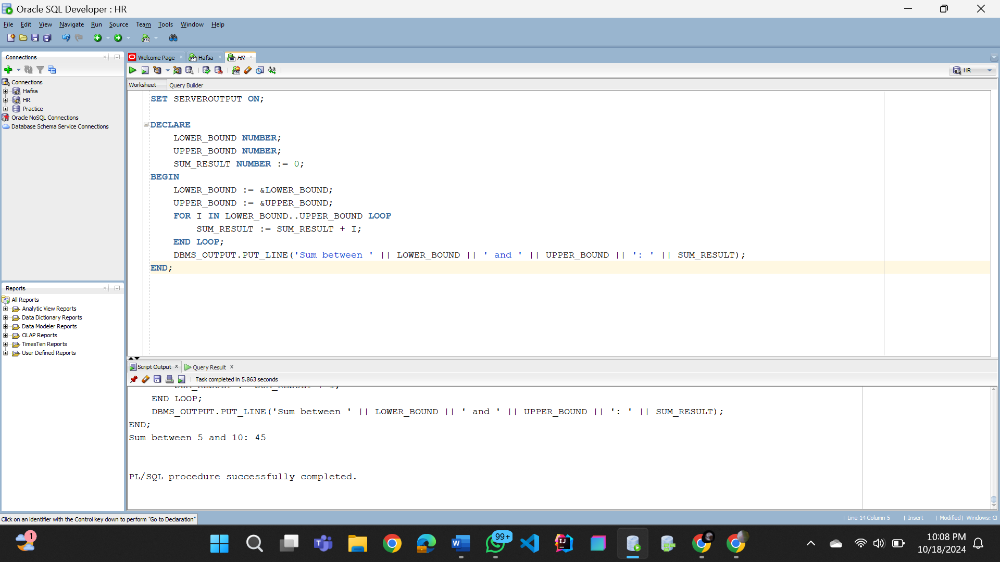 Oracle SQL Developer : HR
File Edit View Navigate Run Source Team Tools Window Help
Connections
Connections
Hafsa
HR
Practice
Oracle NoSQL Connections
Database Schema Service Connections
Reports
All Reports
Analytic View Reports
Data Dictionary Reports
Data Modeler Reports
OLAP Reports
TimesTen Reports
User Defined Reports
Welcome Page Hafsa HR
HR
Worksheet Query Builder
SET SERVEROUTPUT ON;
DECLARE
LOWER_BOUND NUMBER;
UPPER_BOUND NUMBER;
SUM_RESULT NUMBER := 0;
BEGIN
LOWER_BOUND := &LOWER_BOUND;
UPPER_BOUND := &UPPER_BOUND;
FOR I IN LOWER_BOUND..UPPER_BOUND LOOP
SUM_RESULT := SUM_RESULT + I;
END LOOP;
DBMS_OUTPUT.PUT_LINE('Sum between ' || LOWER_BOUND || ' and ' || UPPER_BOUND || ': ' || SUM_RESULT);
END;
Script Output Query Result
Task completed in 5.863 seconds
END LOOP;
DBMS_OUTPUT.PUT_LINE('Sum between ' || LOWER_BOUND || ' and ' || UPPER_BOUND || ': ' || SUM_RESULT);
END;
Sum between 5 and 10: 45
PL/SQL procedure successfully completed.
Click on an identifier with the Control key down to perform "Go to Declaration"
| Line 14 Column 5 | Insert | Modified | Windows: CF
1
99+
10:08 PM
10/18/2024